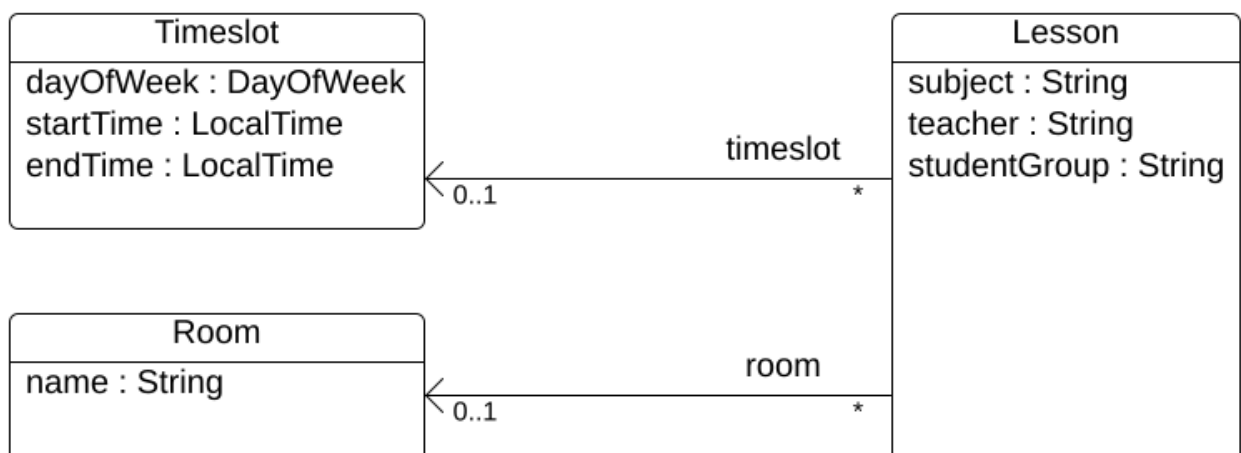 Timeslot
dayOfWeek : DayOfWeek
startTime : LocalTime
endTime : LocalTime
timeslot
0..1
*
Lesson
subject : String
teacher : String
studentGroup : String
Room
name : String
room
0..1
*